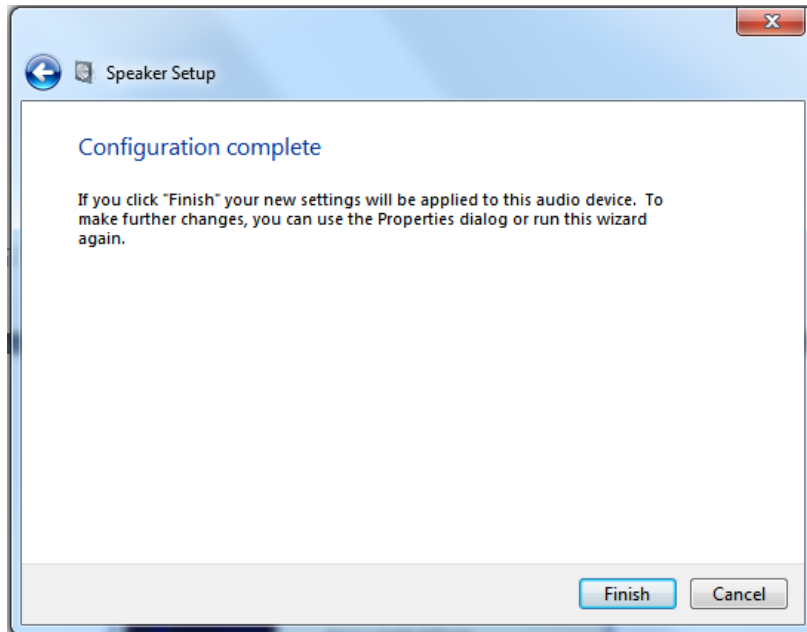 Speaker Setup
Configuration complete
If you click "Finish" your new settings will be applied to this audio device.  To
make further changes, you can use the Properties dialog or run this wizard
again.
Finish
Cancel